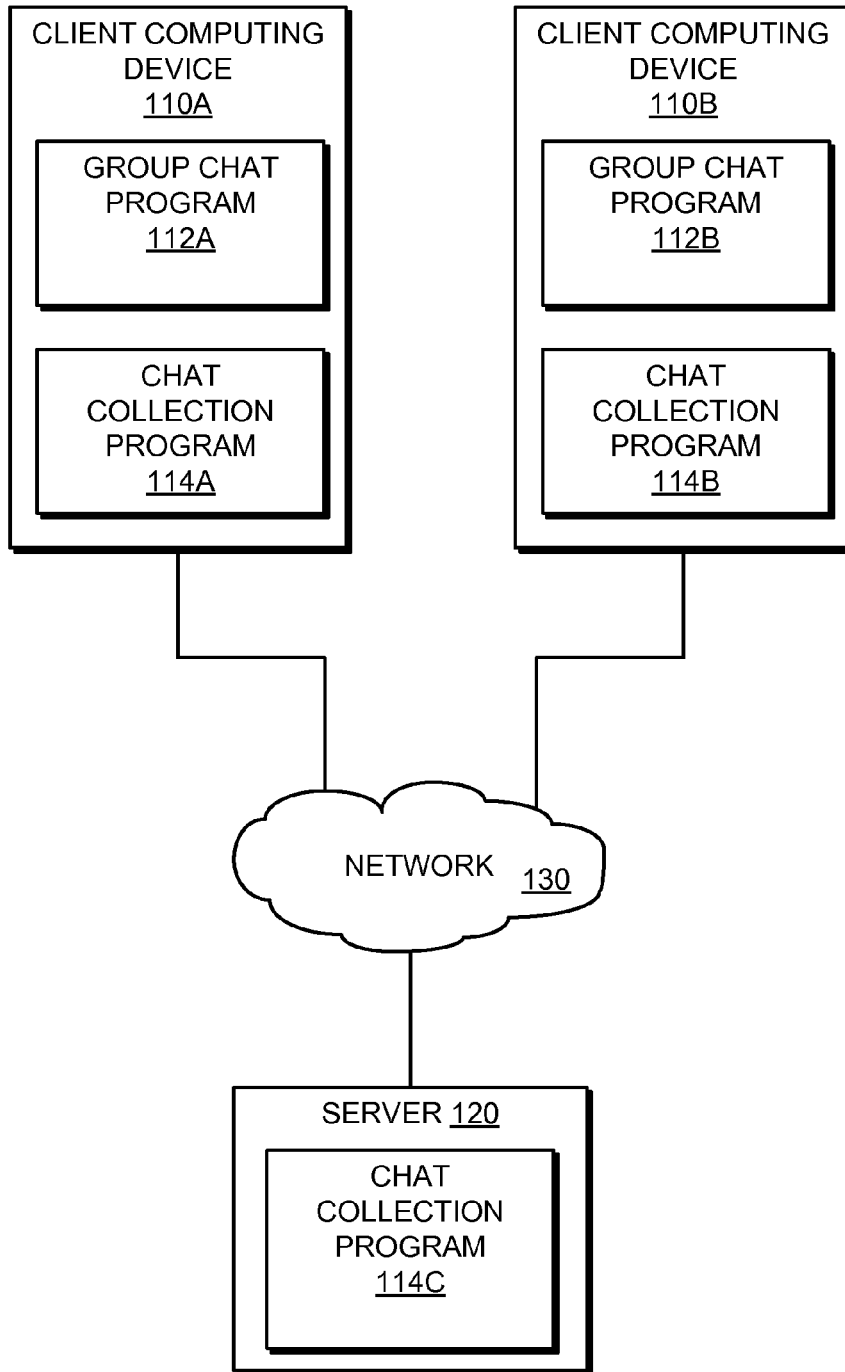 CLIENT COMPUTING
DEVICE
110A
GROUP CHAT
PROGRAM
112A
CHAT
COLLECTION
PROGRAM
114A
CLIENT COMPUTING
DEVICE
110B
GROUP CHAT
PROGRAM
112B
CHAT
COLLECTION
PROGRAM
114B
NETWORK 130
SERVER 120
CHAT
COLLECTION
PROGRAM
114C